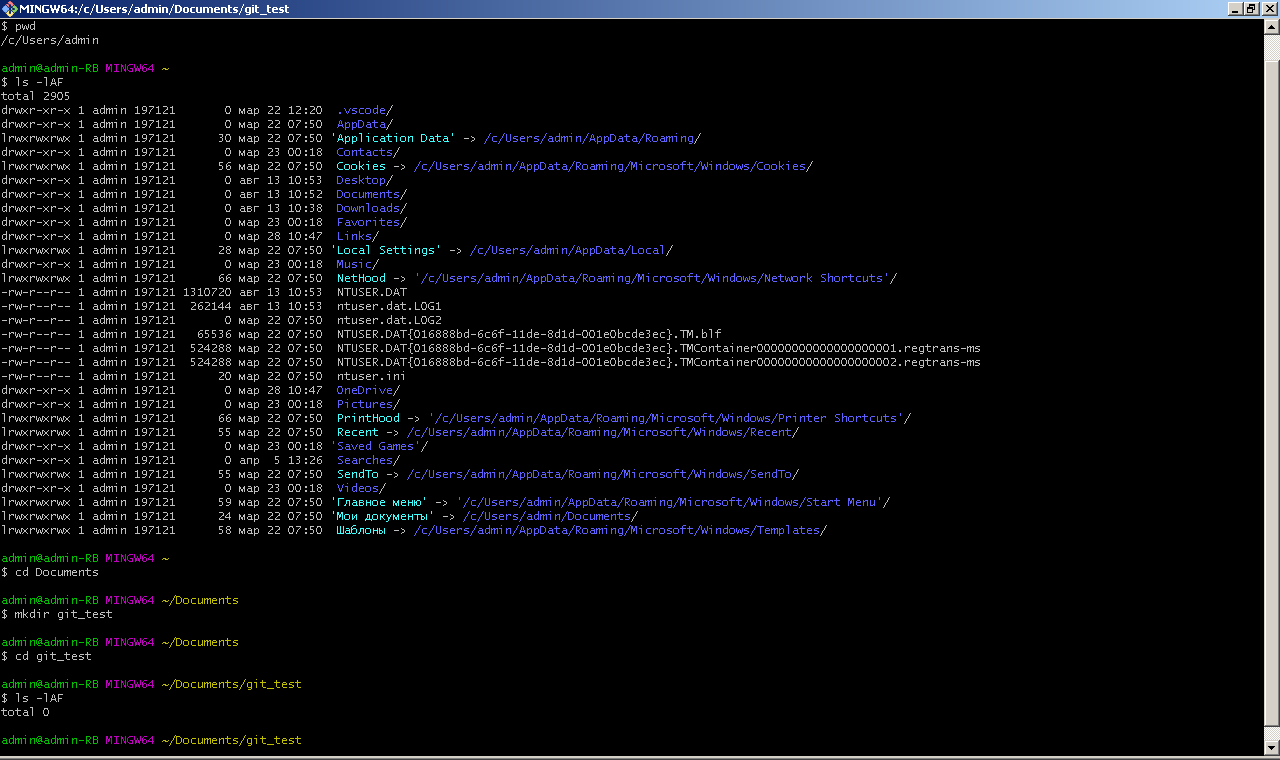 MINGW64:/c/Users/admin/Documents/git_test
$ pwd
/c/Users/admin
admin@admin-RB MINGW64 ~
$ ls -lAF
total 2905
drwxr-xr-x 1 admin 197121       0 мар 22 12:20  .vscode/
drwxr-xr-x 1 admin 197121       0 мар 22 07:50  AppData/
lrwxrwxrwx 1 admin 197121      30 мар 22 07:50 'Application Data' -> /c/Users/admin/AppData/Roaming/
drwxr-xr-x 1 admin 197121       0 мар 23 00:18  Contacts/
lrwxrwxrwx 1 admin 197121      56 мар 22 07:50  Cookies -> /c/Users/admin/AppData/Roaming/Microsoft/Windows/Cookies/
drwxr-xr-x 1 admin 197121       0 авг 13 10:53  Desktop/
drwxr-xr-x 1 admin 197121       0 авг 13 10:52  Documents/
drwxr-xr-x 1 admin 197121       0 авг 13 10:38  Downloads/
drwxr-xr-x 1 admin 197121       0 мар 23 00:18  Favorites/
drwxr-xr-x 1 admin 197121       0 мар 28 10:47  Links/
lrwxrwxrwx 1 admin 197121      28 мар 22 07:50 'Local Settings' -> /c/Users/admin/AppData/Local/
drwxr-xr-x 1 admin 197121       0 мар 23 00:18  Music/
lrwxrwxrwx 1 admin 197121      66 мар 22 07:50  NetHood -> '/c/Users/admin/AppData/Roaming/Microsoft/Windows/Network Shortcuts'/
-rw-r--r-- 1 admin 197121 1310720 авг 13 10:53  NTUSER.DAT
-rw-r--r-- 1 admin 197121  262144 авг 13 10:53  ntuser.dat.LOG1
-rw-r--r-- 1 admin 197121       0 мар 22 07:50  ntuser.dat.LOG2
-rw-r--r-- 1 admin 197121   65536 мар 22 07:50  NTUSER.DAT{016888bd-6c6f-11de-8d1d-001e0bcde3ec}.TM.blf
-rw-r--r-- 1 admin 197121  524288 мар 22 07:50  NTUSER.DAT{016888bd-6c6f-11de-8d1d-001e0bcde3ec}.TMContainer00000000000000000001.regtrans-ms
-rw-r--r-- 1 admin 197121  524288 мар 22 07:50  NTUSER.DAT{016888bd-6c6f-11de-8d1d-001e0bcde3ec}.TMContainer00000000000000000002.regtrans-ms
-rw-r--r-- 1 admin 197121      20 мар 22 07:50  ntuser.ini
drwxr-xr-x 1 admin 197121       0 мар 28 10:47  OneDrive/
drwxr-xr-x 1 admin 197121       0 мар 23 00:18  Pictures/
lrwxrwxrwx 1 admin 197121      66 мар 22 07:50  PrintHood -> '/c/Users/admin/AppData/Roaming/Microsoft/Windows/Printer Shortcuts'/
lrwxrwxrwx 1 admin 197121      55 мар 22 07:50  Recent -> /c/Users/admin/AppData/Roaming/Microsoft/Windows/Recent/
drwxr-xr-x 1 admin 197121       0 мар 23 00:18 'Saved Games'/
drwxr-xr-x 1 admin 197121       0 апр  5 13:26  Searches/
lrwxrwxrwx 1 admin 197121      55 мар 22 07:50  SendTo -> /c/Users/admin/AppData/Roaming/Microsoft/Windows/SendTo/
drwxr-xr-x 1 admin 197121       0 мар 23 00:18  Videos/
lrwxrwxrwx 1 admin 197121      59 мар 22 07:50 'Главное меню' -> '/c/Users/admin/AppData/Roaming/Microsoft/Windows/Start Menu'/
lrwxrwxrwx 1 admin 197121      24 мар 22 07:50 'Мои документы' -> /c/Users/admin/Documents/
lrwxrwxrwx 1 admin 197121      58 мар 22 07:50  Шаблоны -> /c/Users/admin/AppData/Roaming/Microsoft/Windows/Templates/
admin@admin-RB MINGW64 ~
$ cd Documents
admin@admin-RB MINGW64 ~/Documents
$ mkdir git_test
admin@admin-RB MINGW64 ~/Documents
$ cd git_test
admin@admin-RB MINGW64 ~/Documents/git_test
$ ls -lAF
total 0
admin@admin-RB MINGW64 ~/Documents/git_test